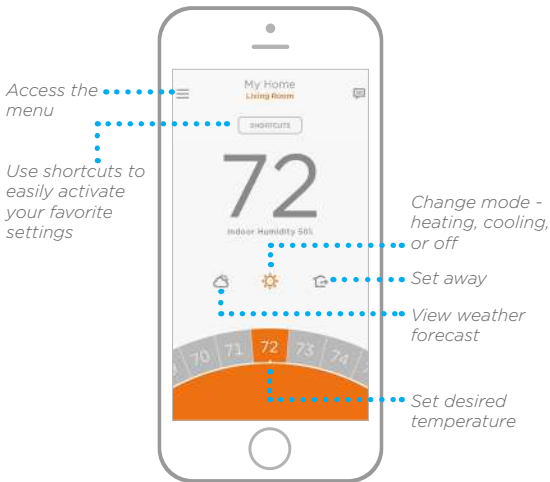 Access the
menu
My Home
Living Room
SHORTCUTS
Use shortcuts to
easily activate
your favorite
settings
72
Indoor Humidity 50%
Change mode -
heating, cooling,
or off
Set away
View weather
forecast
70 71 72 73 74
Set desired
temperature